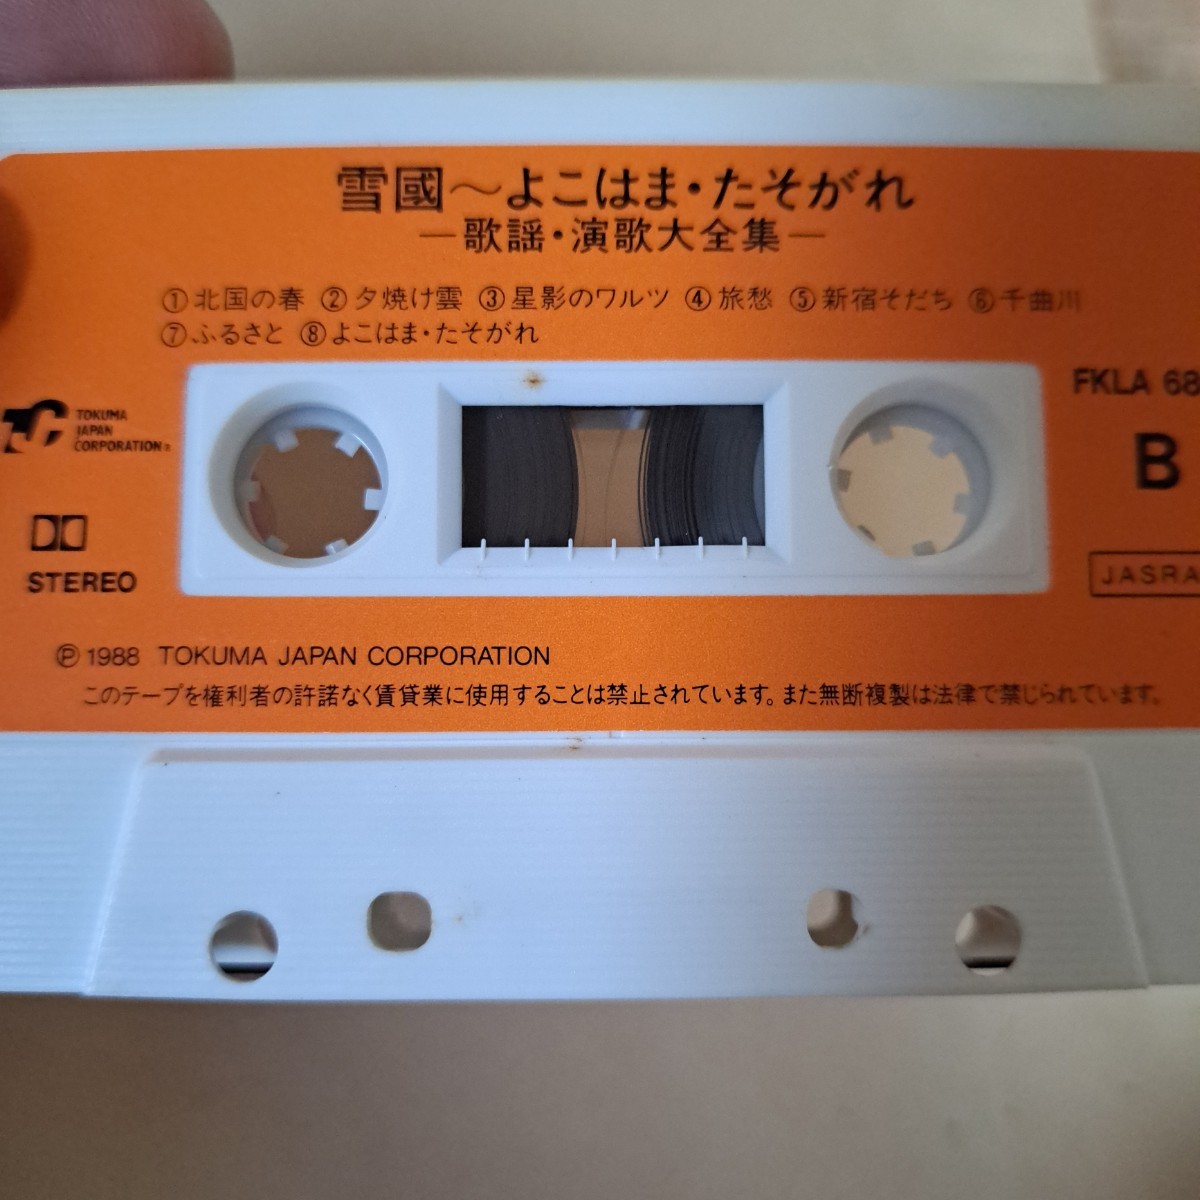 雪國～よこはま・たそがれ
―歌謡・演歌大全集―
①北国の春 ②夕焼け雲 ③星影のワルツ ④旅愁 ⑤新宿そだち ⑥千曲川
⑦ふるさと ⑧よこはま・たそがれ
TC TOKUMA
JAPAN
CORPORATION
FKLA 68
B
STEREO
JASRA
Ⓟ1988 TOKUMA JAPAN CORPORATION
このテープを権利者の許諾なく賃貸業に使用することは禁止されています。また無断複製は法律で禁じられています。